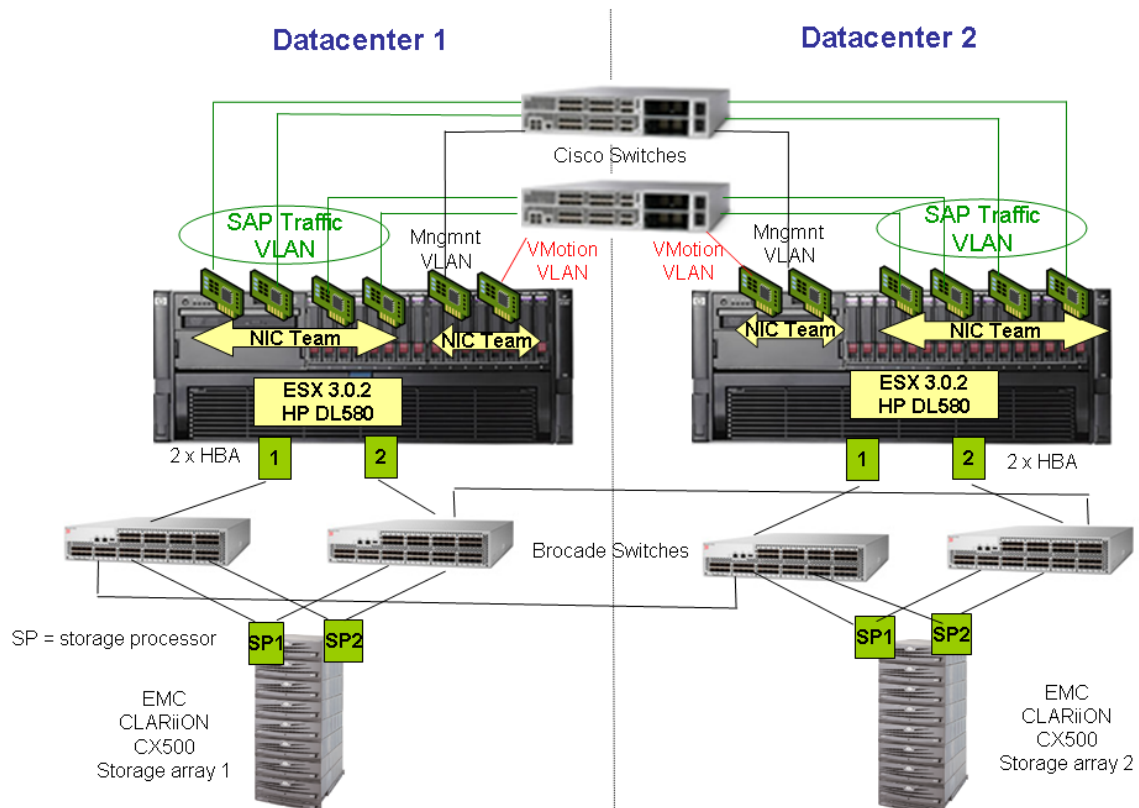 Datacenter 1
Datacenter 2
Cisco Switches
SAP Traffic
VLAN
Mngmnt
VLAN
VMotion
VLAN
VMotion
VLAN
Mngmnt
VLAN
SAP Traffic
VLAN
NIC Team
NIC Team
NIC Team
NIC Team
ESX 3.0.2
HP DL580
ESX 3.0.2
HP DL580
2 x HBA
1
2
1
2
2 x HBA
Brocade Switches
SP = storage processor
SP1
SP2
SP1
SP2
EMC
CLARiiON
CX500
Storage array 1
EMC
CLARiiON
CX500
Storage array 2